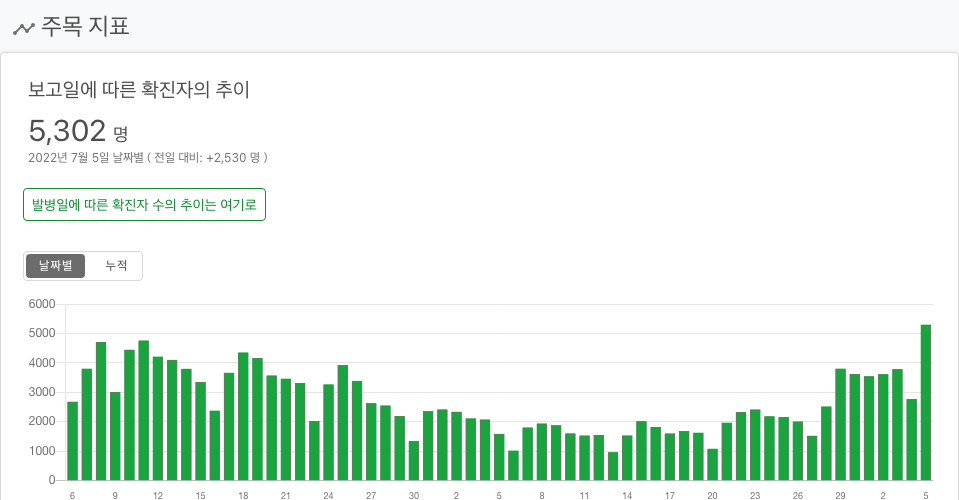 주목 지표
보고일에 따른 확진자의 추이
5,302 명
2022년 7월 5일 날짜별 ( 전일 대비: +2,530 명 )
발병일에 따른 확진자 수의 추이는 여기로
날짜별 누적
6000
5000
4000
3000
2000
1000
0
6 9 12 15 18 21 24 27 30 2 5 8 11 14 17 20 23 26 29 2 5